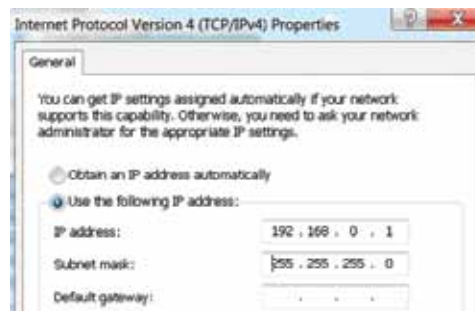 Internet Protocol Version 4 (TCP/IPv4) Properties
General
You can get IP settings assigned automatically if your network
supports this capability. Otherwise, you need to ask your network
administrator for the appropriate IP settings.
Obtain an IP address automatically
Use the following IP address:
IP address: 192 . 168 . 0 . 1
Subnet mask: 255 . 255 . 255 . 0
Default gateway: . . .